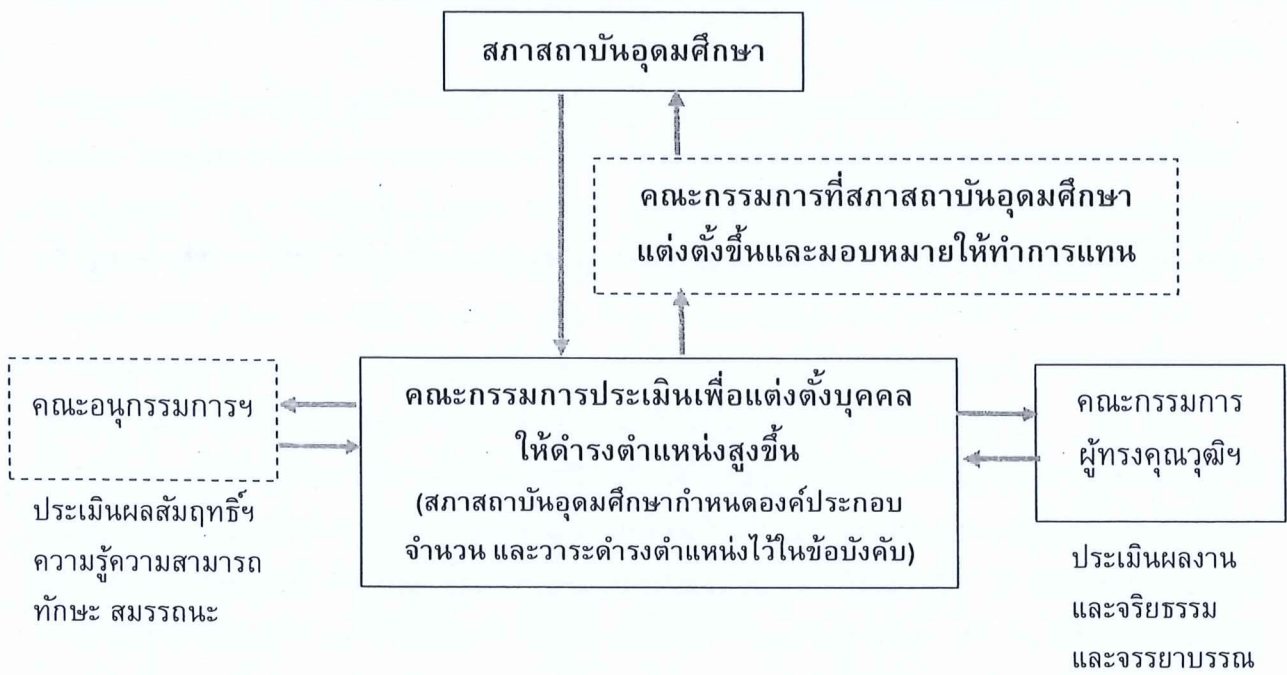 สภาสถาบันอุดมศึกษา
คณะกรรมการที่สภาสถาบันอุดมศึกษา
แต่งตั้งขึ้นและมอบหมายให้ทำการแทน
คณะอนุกรรมการฯ
ประเมินผลสัมฤทธิ์ฯ
ความรู้ความสามารถ
ทักษะ สมรรถนะ
คณะกรรมการประเมินเพื่อแต่งตั้งบุคคล
ให้ดำรงตำแหน่งสูงขึ้น
(สภาสถาบันอุดมศึกษากำหนดองค์ประกอบ
จำนวน และวาระดำรงตำแหน่งไว้ในข้อบังคับ)
คณะกรรมการ
ผู้ทรงคุณวุฒิฯ
ประเมินผลงาน
และจริยธรรม
และจรรยาบรรณ